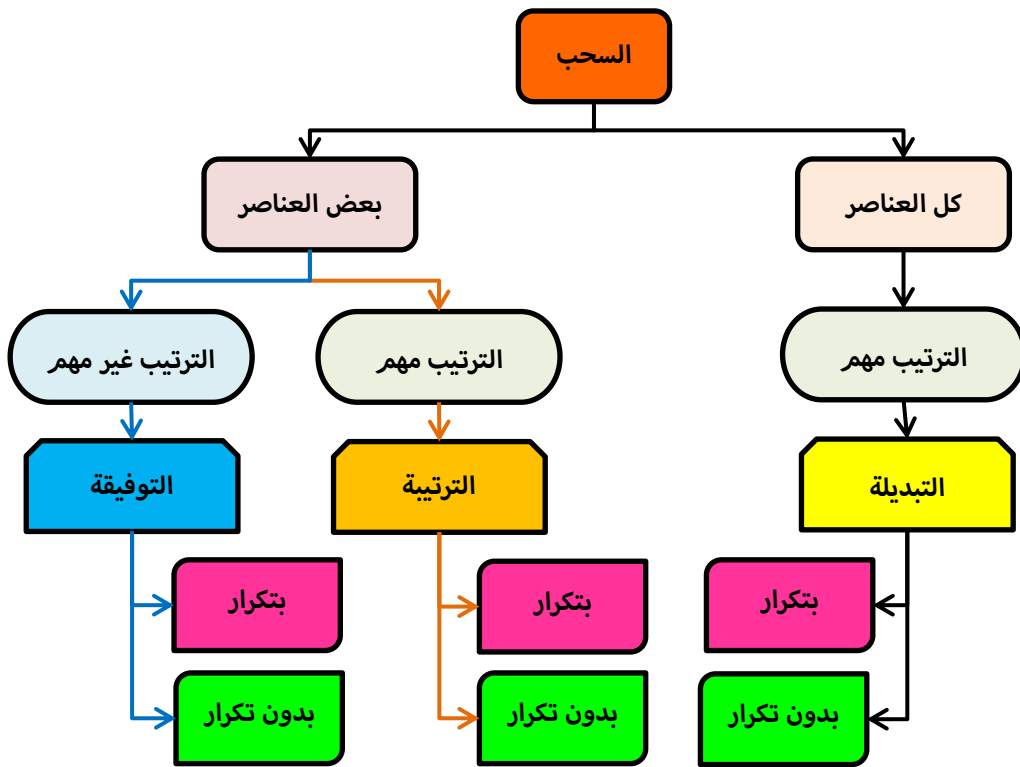 السحب
كل العناصر
بعض العناصر
الترتيب مهم
الترتيب مهم
الترتيب غير مهم
التبديلة
الترتيبة
التوفيقة
بتكرار
بتكرار
بتكرار
بدون تكرار
بدون تكرار
بدون تكرار